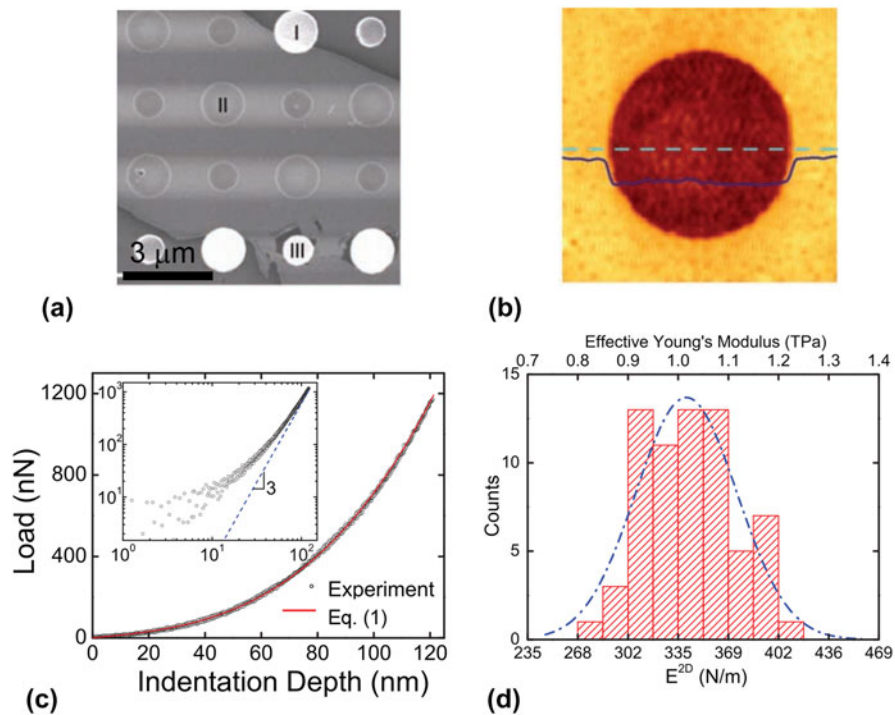 I
II
III
3 μm
(a)
(b)
Load (nN)
1200
800
400
0
10³
10²
10¹
10⁰ 10¹ 10²
3
Experiment
Eq. (1)
0 20 40 60 80 100 120
Indentation Depth (nm)
(c)
Effective Young's Modulus (TPa)
0.7 0.8 0.9 1.0 1.1 1.2 1.3 1.4
Counts
15
10
5
0
235 268 302 335 369 402 436 469
E²ᴰ (N/m)
(d)